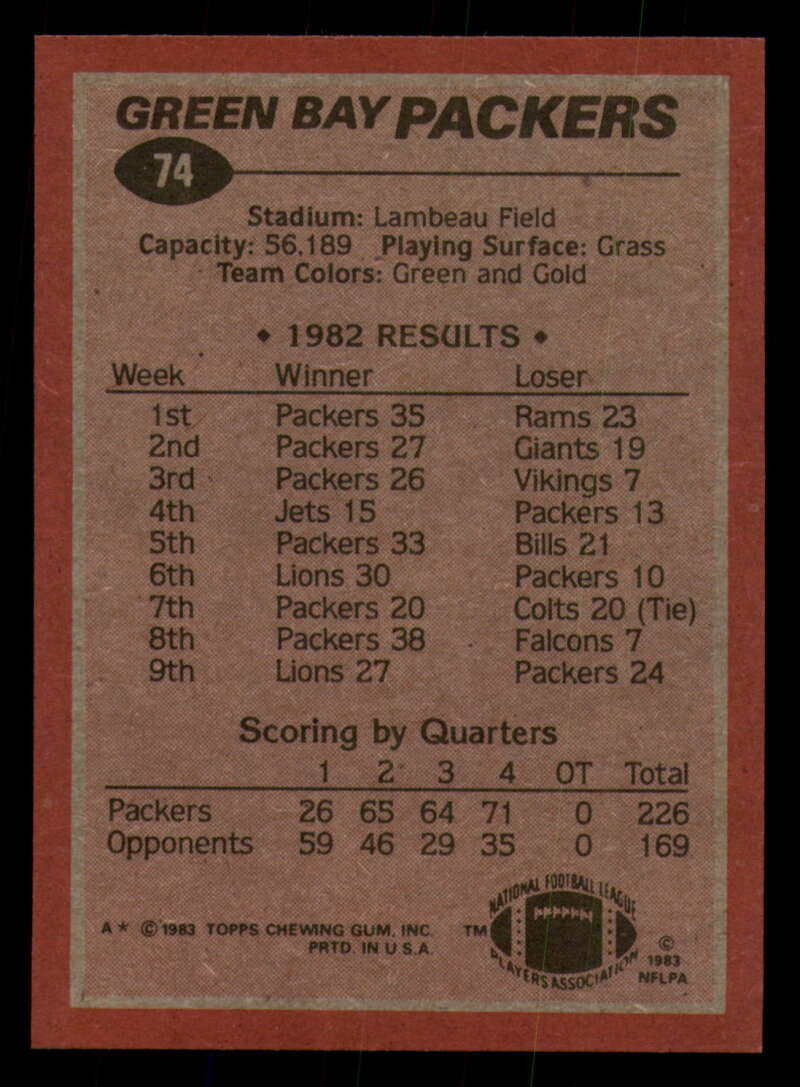 GREEN BAY PACKERS
74
Stadium: Lambeau Field
Capacity: 56,189 Playing Surface: Grass
Team Colors: Green and Gold
♦ 1982 RESULTS ♦
Week Winner Loser
1st Packers 35 Rams 23
2nd Packers 27 Giants 19
3rd Packers 26 Vikings 7
4th Jets 15 Packers 13
5th Packers 33 Bills 21
6th Lions 30 Packers 10
7th Packers 20 Colts 20 (Tie)
8th Packers 38 Falcons 7
9th Lions 27 Packers 24
Scoring by Quarters
1 2 3 4 OT Total
Packers 26 65 64 71 0 226
Opponents 59 46 29 35 0 169
A* © 1983 TOPPS CHEWING GUM, INC.
PRTD. IN U.S.A.
TM
NATIONAL FOOTBALL LEAGUE
PLAYERS ASSOCIATION
©
1983
NFLPA